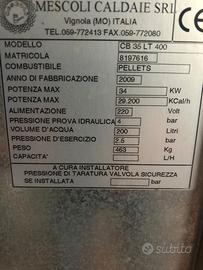 MESCOLI CALDAIE SRL
Vignola (MO) ITALIA
TEL.059-772413 FAX.059-772080
MODELLO CB 35 LT 400
MATRICOLA 8197616
COMBUSTIBILE PELLETS
ANNO DI FABBRICAZIONE 2009
POTENZA MAX 34 KW
POTENZA MAX 29.200 KCal/h
ALIMENTAZIONE 220 Volt
PRESSIONE PROVA IDRAULICA 4 bar
VOLUME D'ACQUA 200 Litri
PRESSIONE D'ESERCIZIO 2.5 bar
PESO 463 Kg
CAPACITA' L/H
A CURA INSTALLATORE
PRESSIONE DI TARATURA VALVOLA SICUREZZA
SE INSTALLATA bar
subito